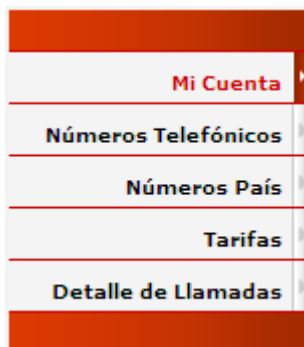 Mi Cuenta
Números Telefónicos
Números País
Tarifas
Detalle de Llamadas